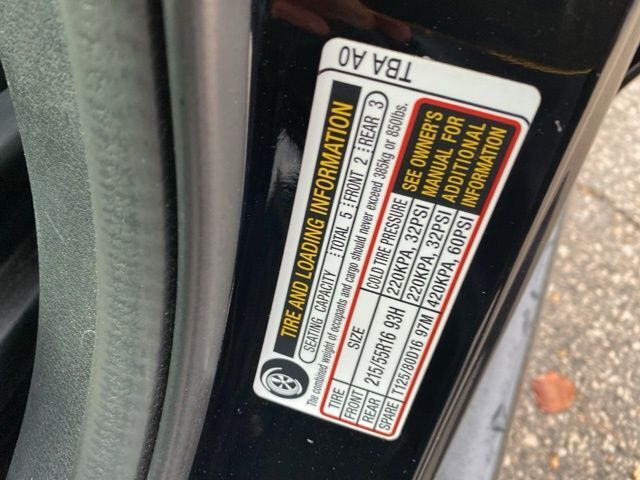 TBA A0
TIRE AND LOADING INFORMATION
SEATING CAPACITY TOTAL 5 FRONT 2 REAR 3
The combined weight of occupants and cargo should never exceed 385kg or 850lbs.
TIRE SIZE COLD TIRE PRESSURE
FRONT 215/55R16 93H 220KPA, 32PSI
REAR 220KPA, 32PSI
SPARE T125/80D16 97M 420KPA, 60PSI
SEE OWNER'S
MANUAL FOR
ADDITIONAL
INFORMATION